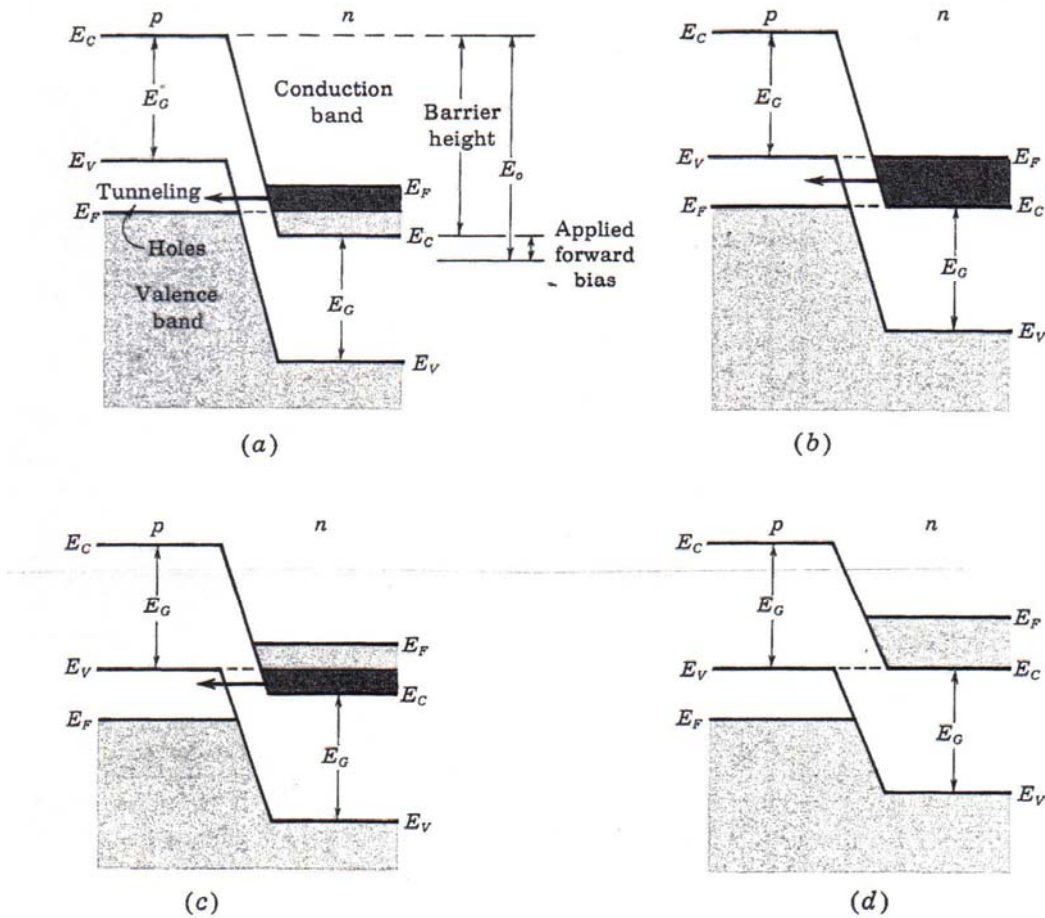 p n
E_C
E_G
Conduction
band
Barrier
height
E_o
E_V
Tunneling
E_F
E_F
Holes
E_C
Applied
forward
bias
Valence
band
E_G
E_V
(a)
p n
E_C
E_G
E_V
E_F
E_F
E_C
E_G
E_V
(b)
p n
E_C
E_G
E_F
E_V
E_C
E_F
E_G
E_V
(c)
p n
E_C
E_G
E_F
E_V
E_C
E_F
E_G
E_V
(d)